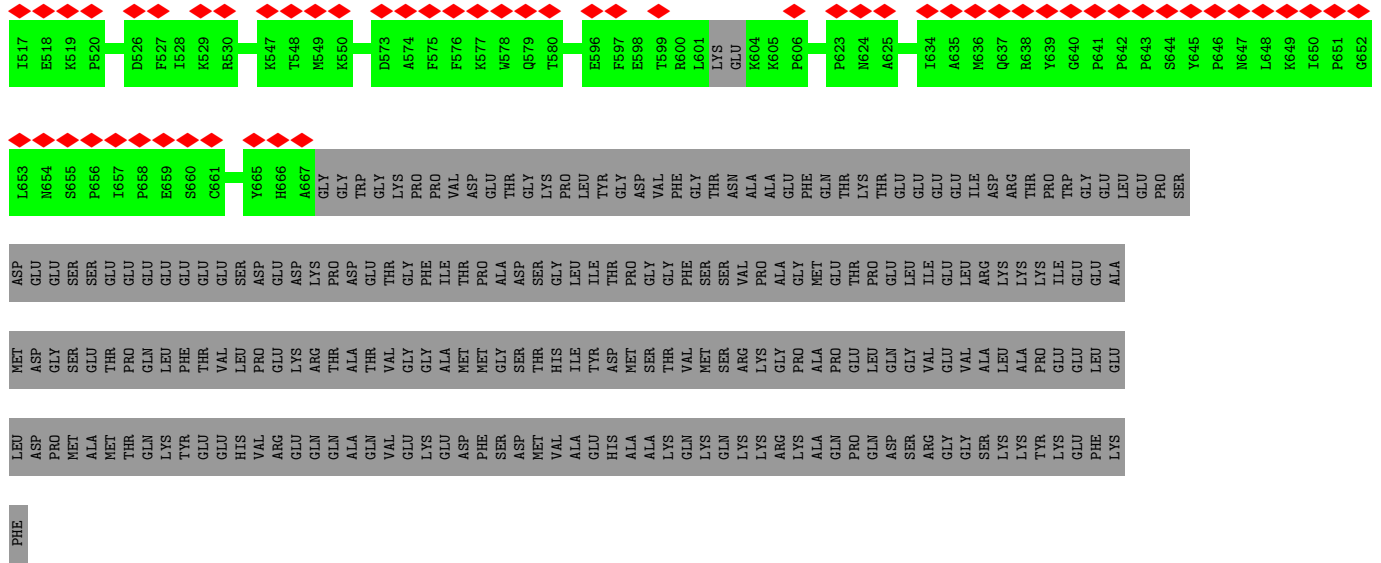 I517 E518 K519 P520 D526 F527 I528 K529 R530 K547 T548 M549 K550 D573 A574 F575 F576 K577 W578 Q579 T580 E596 F597 E598 T599 R600 L601 LYS GLU K604 K605 P606 P623 N624 A625 I634 A635 M636 Q637 R638 Y639 G640 P641 P642 P643 S644 Y645 P646 N647 L648 K649 I650 P651 G652
L653 N654 S655 P656 I657 P658 E659 S660 C661 Y665 H666 A667 GLY GLY TRP GLY LYS PRO PRO VAL ASP GLU THR GLY LYS PRO LEU TYR GLY ASP VAL PHE GLY THR ASN ALA ALA GLU PHE GLN THR LYS THR GLU GLU GLU GLU ILE ASP ARG THR PRO TRP GLY GLU LEU GLU PRO SER
ASP GLU GLU SER SER GLU GLU GLU GLU GLU GLU SER ASP GLU ASP LYS PRO ASP GLU THR GLY PHE ILE THR PRO ALA ASP SER GLY LEU ILE THR PRO GLY GLY PHE SER SER VAL PRO ALA GLY MET GLU THR PRO GLU LEU ILE GLU LEU ARG LYS LYS LYS ILE GLU GLU ALA
MET ASP GLY SER GLU THR PRO GLN LEU PHE THR VAL LEU PRO GLU LYS ARG THR ALA THR VAL GLY GLY ALA MET MET GLY SER THR HIS ILE TYR ASP MET SER THR VAL MET SER ARG LYS GLY PRO ALA PRO GLU LEU GLN GLY VAL GLU VAL ALA LEU ALA PRO GLU GLU LEU GLU
LEU ASP PRO MET ALA MET THR GLN LYS TYR GLU GLU HIS VAL ARG GLU GLN GLN ALA GLN VAL GLU LYS GLU ASP PHE SER ASP MET VAL ALA GLU HIS ALA ALA LYS GLN LYS GLN LYS LYS ARG LYS ALA GLN PRO GLN ASP SER ARG GLY GLY SER LYS LYS TYR LYS GLU PHE LYS
PHE